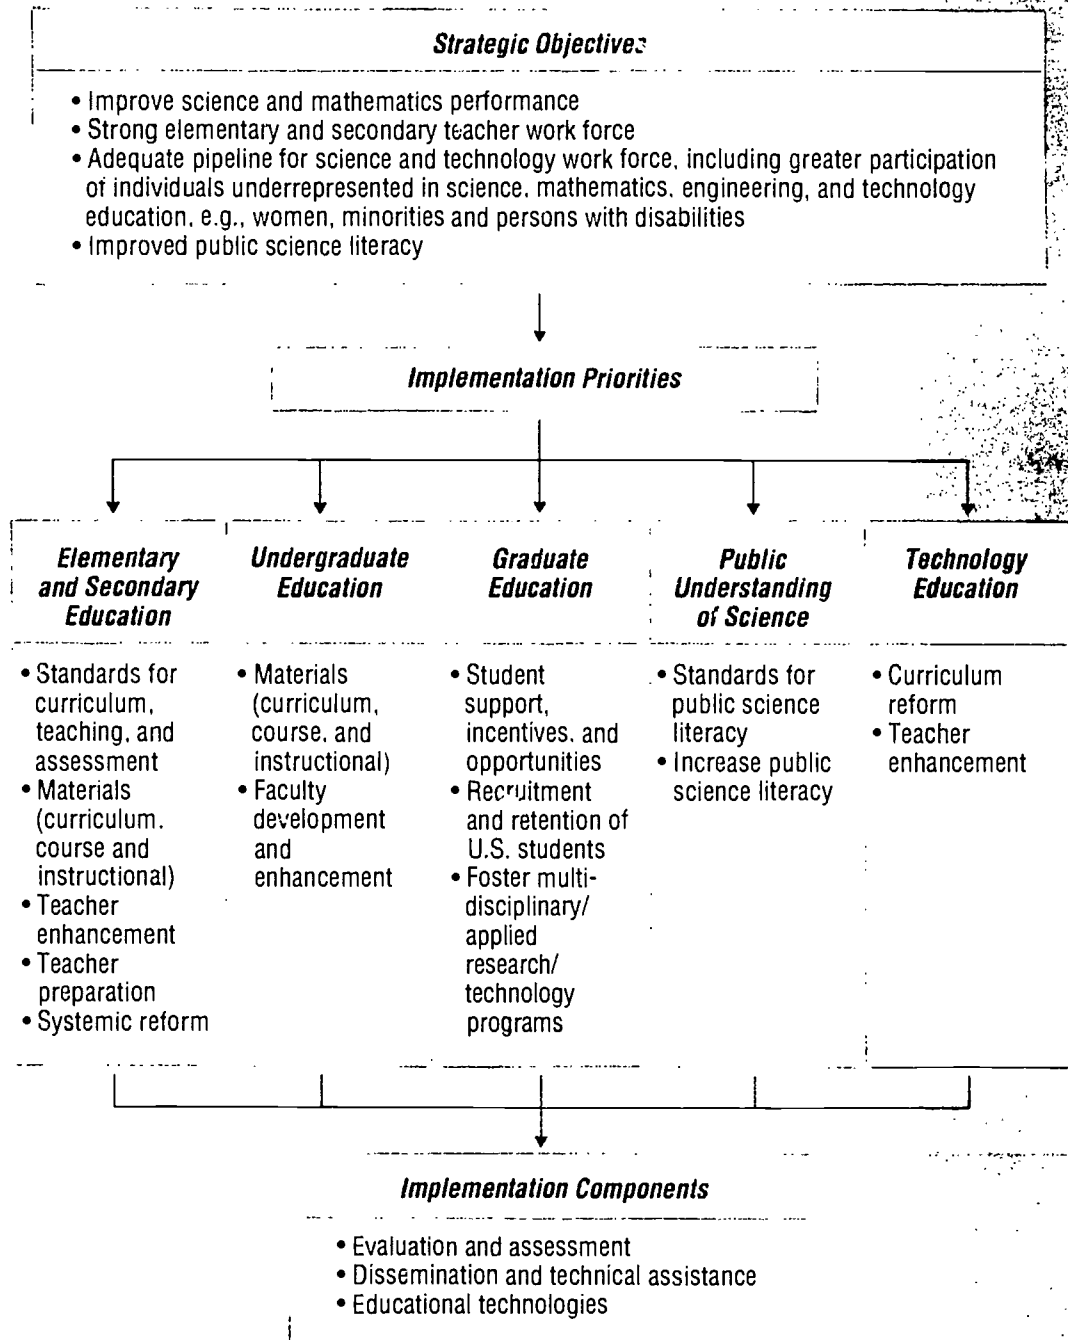 Strategic Objectives
• Improve science and mathematics performance
• Strong elementary and secondary teacher work force
• Adequate pipeline for science and technology work force, including greater participation
of individuals underrepresented in science, mathematics, engineering, and technology
education, e.g., women, minorities and persons with disabilities
• Improved public science literacy
Implementation Priorities
Elementary
and Secondary
Education
• Standards for
curriculum,
teaching, and
assessment
• Materials
(curriculum,
course and
instructional)
• Teacher
enhancement
• Teacher
preparation
• Systemic reform
Undergraduate
Education
• Materials
(curriculum,
course, and
instructional)
• Faculty
development
and
enhancement
Graduate
Education
• Student
support,
incentives, and
opportunities
• Recruitment
and retention of
U.S. students
• Foster multi-
disciplinary/
applied
research/
technology
programs
Public
Understanding
of Science
• Standards for
public science
literacy
• Increase public
science literacy
Technology
Education
• Curriculum
reform
• Teacher
enhancement
Implementation Components
• Evaluation and assessment
• Dissemination and technical assistance
• Educational technologies